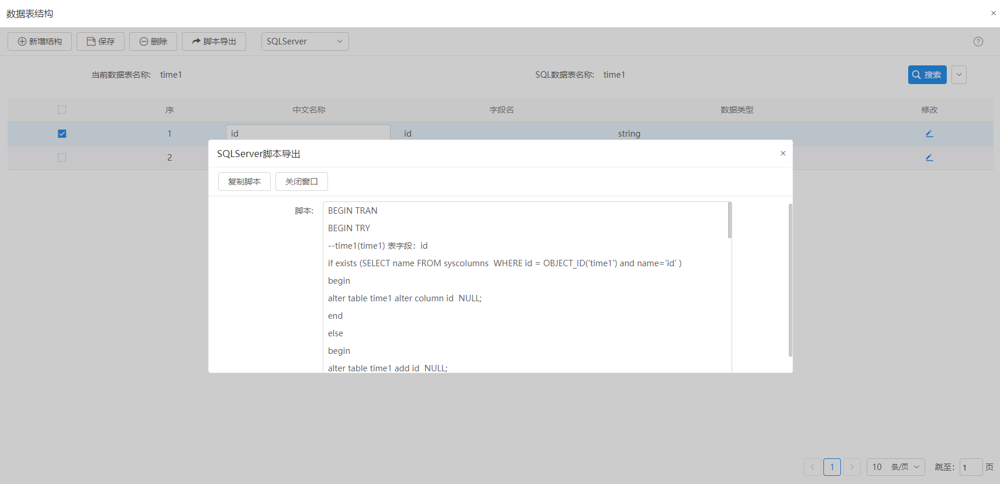 数据表结构
新增结构 保存 删除 脚本导出 SQLServer
当前数据表名称: time1 SQL数据表名称: time1 搜索
序 中文名称 字段名 数据类型 修改
1 id id string
2
SQLServer脚本导出
复制脚本 关闭窗口
脚本: BEGIN TRAN
BEGIN TRY
--time1(time1) 表字段：id
if exists (SELECT name FROM syscolumns  WHERE id = OBJECT_ID('time1') and name='id' )
begin
alter table time1 alter column id  NULL;
end
else
begin
alter table time1 add id  NULL;
1 10 条/页 跳至: 1 页